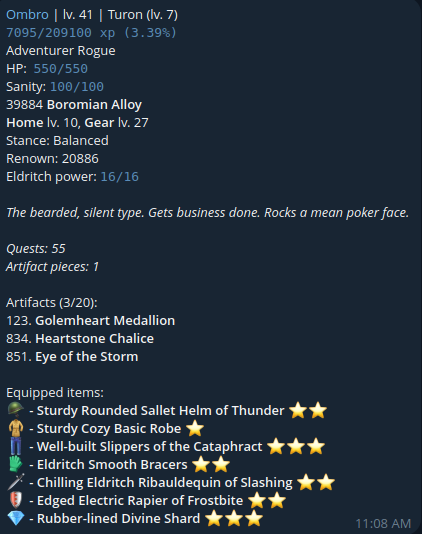 Ombro | lv. 41 | Turon (lv. 7)
7095/209100 xp (3.39%)
Adventurer Rogue
HP: 550/550
Sanity: 100/100
39884 Boromian Alloy
Home lv. 10, Gear lv. 27
Stance: Balanced
Renown: 20886
Eldritch power: 16/16
The bearded, silent type. Gets business done. Rocks a mean poker face.
Quests: 55
Artifact pieces: 1
Artifacts (3/20):
123. Golemheart Medallion
834. Heartstone Chalice
851. Eye of the Storm
Equipped items:
🪖 - Sturdy Rounded Sallet Helm of Thunder ⭐⭐
- Sturdy Cozy Basic Robe ⭐
👖 - Well-built Slippers of the Cataphract ⭐⭐⭐
- Eldritch Smooth Bracers ⭐⭐
🗡 - Chilling Eldritch Ribauldequin of Slashing ⭐⭐
- Edged Electric Rapier of Frostbite ⭐⭐
💎 - Rubber-lined Divine Shard ⭐⭐⭐
11:08 AM